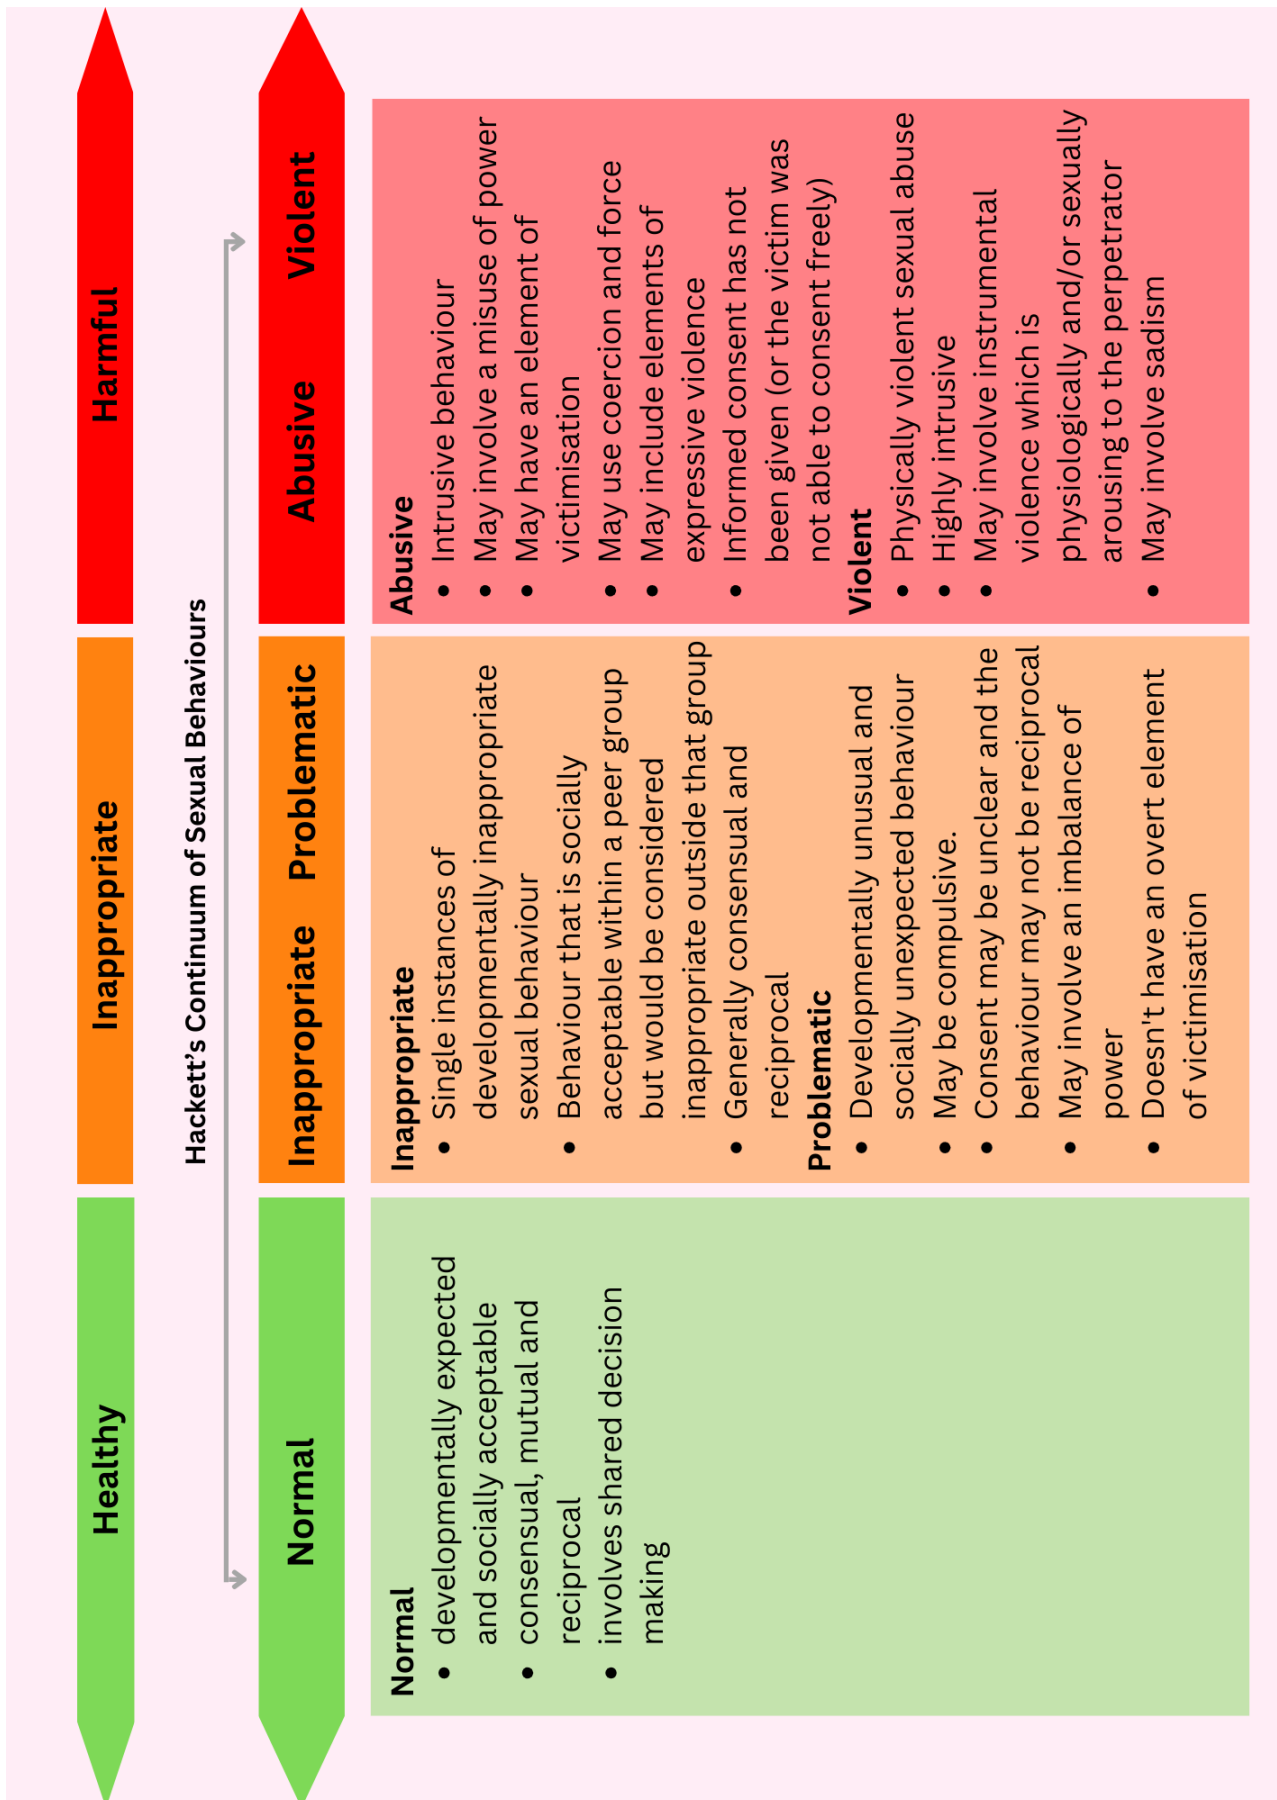 Healthy
Inappropriate
Harmful
Hackett's Continuum of Sexual Behaviours
Normal
Inappropriate
Problematic
Abusive
Violent
Normal
• developmentally expected
and socially acceptable
• consensual, mutual and
reciprocal
• involves shared decision
making
Inappropriate
• Single instances of
developmentally inappropriate
sexual behaviour
• Behaviour that is socially
acceptable within a peer group
but would be considered
inappropriate outside that group
• Generally consensual and
reciprocal
Problematic
• Developmentally unusual and
socially unexpected behaviour
• May be compulsive.
• Consent may be unclear and the
behaviour may not be reciprocal
• May involve an imbalance of
power
• Doesn't have an overt element
of victimisation
Abusive
• Intrusive behaviour
• May involve a misuse of power
• May have an element of
victimisation
• May use coercion and force
• May include elements of
expressive violence
• Informed consent has not
been given (or the victim was
not able to consent freely)
Violent
• Physically violent sexual abuse
• Highly intrusive
• May involve instrumental
violence which is
physiologically and/or sexually
arousing to the perpetrator
• May involve sadism